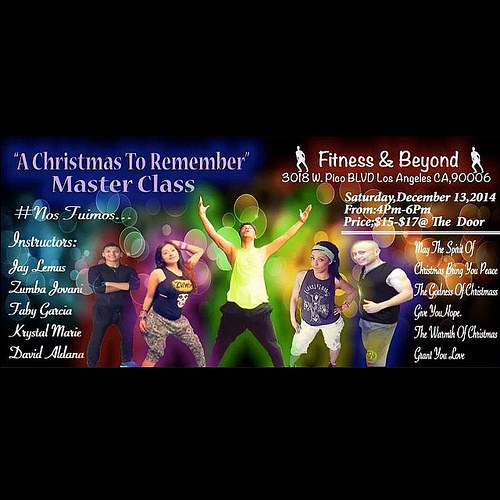 "A Christmas To Remember"
Master Class
#Nos Fuimos...
Instructors:
Jay Lemus
Zumba Jovani
Faby Garcia
Krystal Marie
David Aldana
Fitness & Beyond
3018 W. Pico BLVD Los Angeles CA,90006
Saturday,December 13,2014
From:4Pm-6Pm
Price;$15-$17@ The Door
May The Spirit Of
Christmas Bring You Peace
The Godness Of Christmass
Give You Hope.
The Warmth Of Christmas
Grant You Love